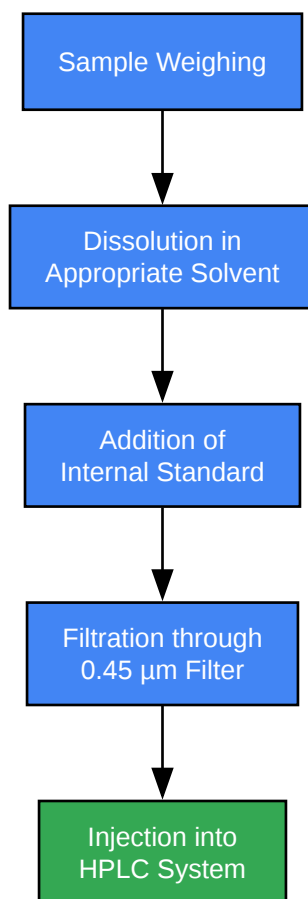 Sample Weighing
Dissolution in
Appropriate Solvent
Addition of
Internal Standard
Filtration through
0.45 µm Filter
Injection into
HPLC System